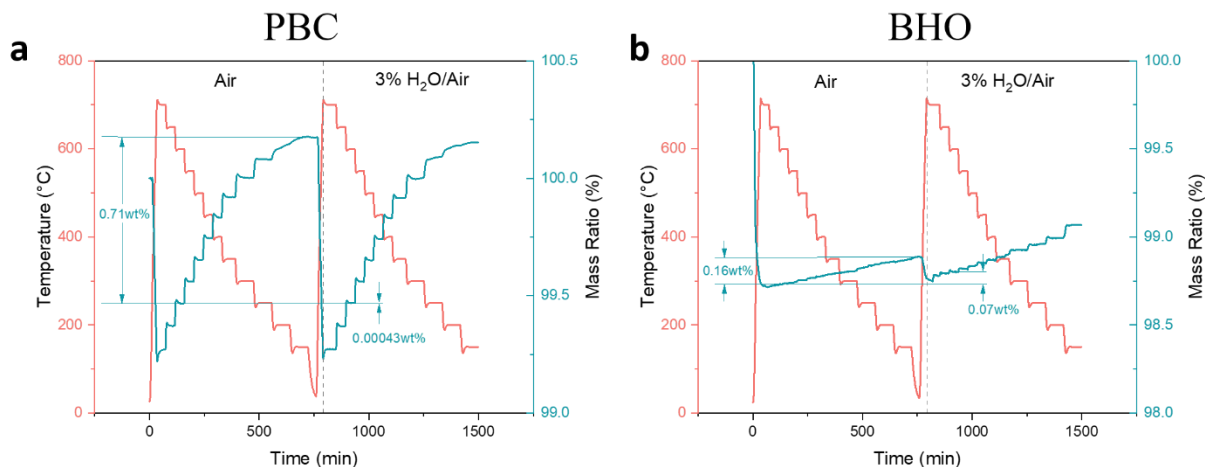 PBC
a
800
600
400
200
0
Temperature (°C)
Air
3% H₂O/Air
0.71wt%
0.00043wt%
100.5
100.0
99.5
99.0
Mass Ratio (%)
0
500
1000
1500
Time (min)
BHO
b
800
600
400
200
0
Temperature (°C)
Air
3% H₂O/Air
0.16wt%
0.07wt%
100.0
99.5
99.0
98.5
98.0
Mass Ratio (%)
0
500
1000
1500
Time (min)